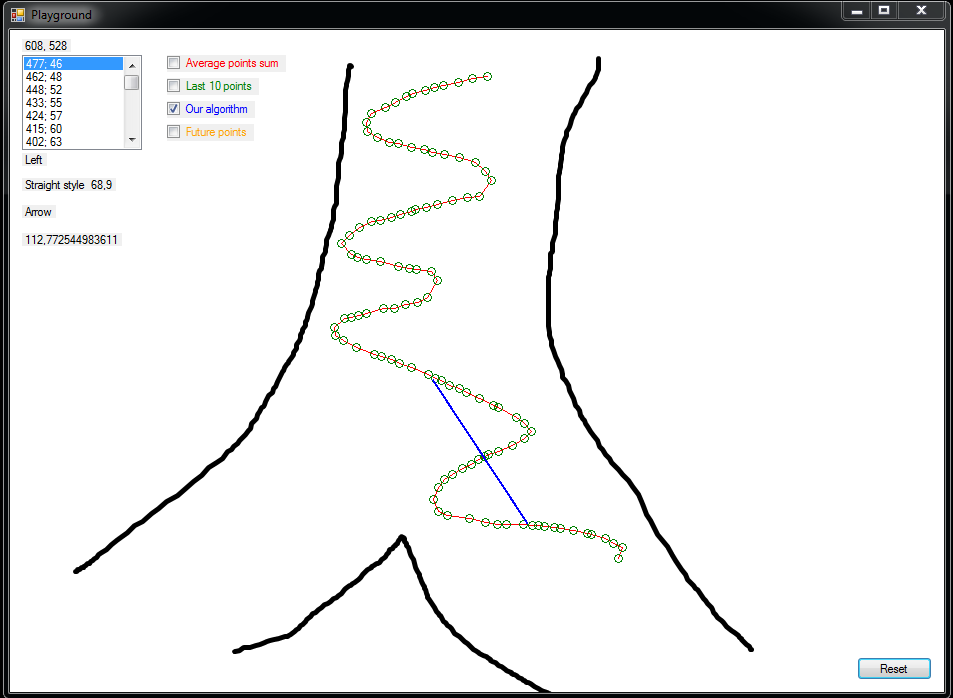 Playground
608, 528
477; 46
462; 48
448; 52
433; 55
424; 57
415; 60
402; 63
Average points sum
Last 10 points
Our algorithm
Future points
Left
Straight style 68,9
Arrow
112,772544983611
Reset